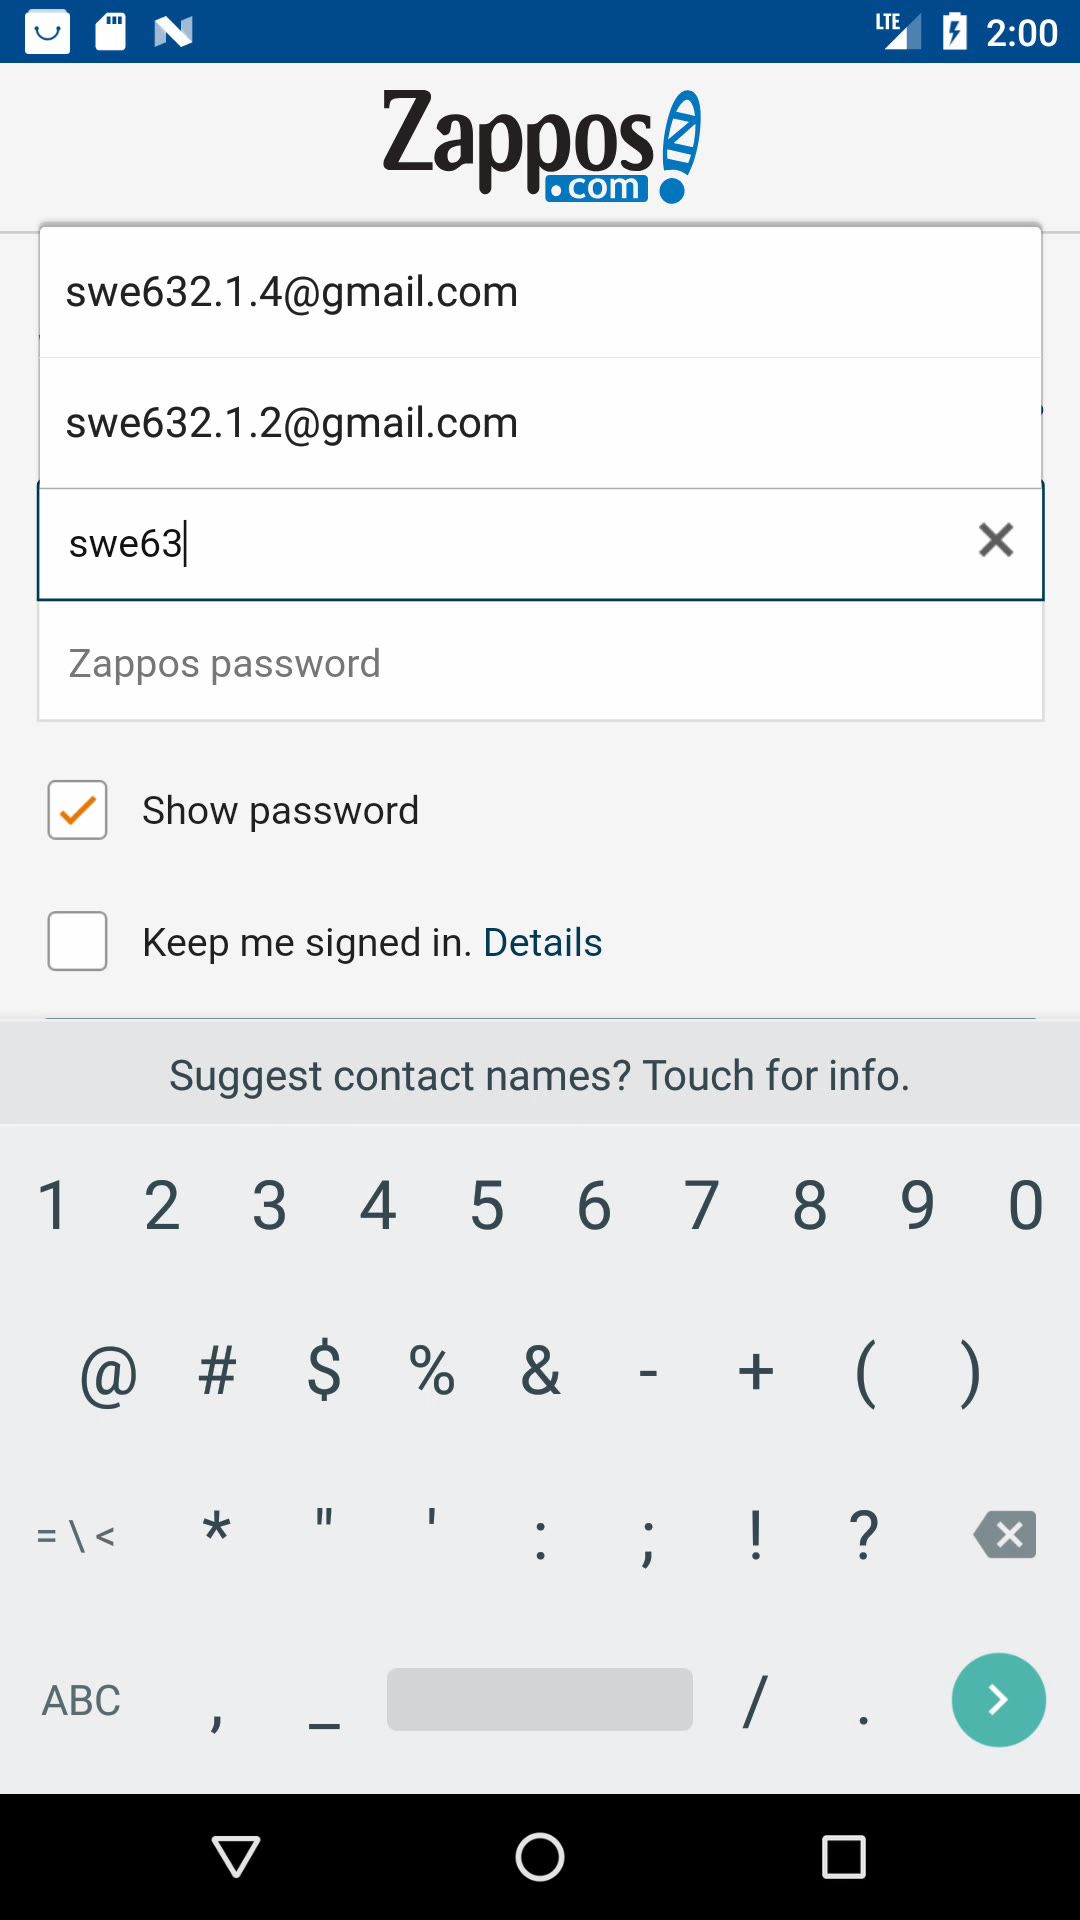 LTE 2:00
Zappos
.com
swe632.1.4@gmail.com
swe632.1.2@gmail.com
swe63
Zappos password
Show password
Keep me signed in. Details
Suggest contact names? Touch for info.
1 2 3 4 5 6 7 8 9 0
@ # $ % & - + ( )
= \ < * " ' : ; ! ?
ABC , _ / .